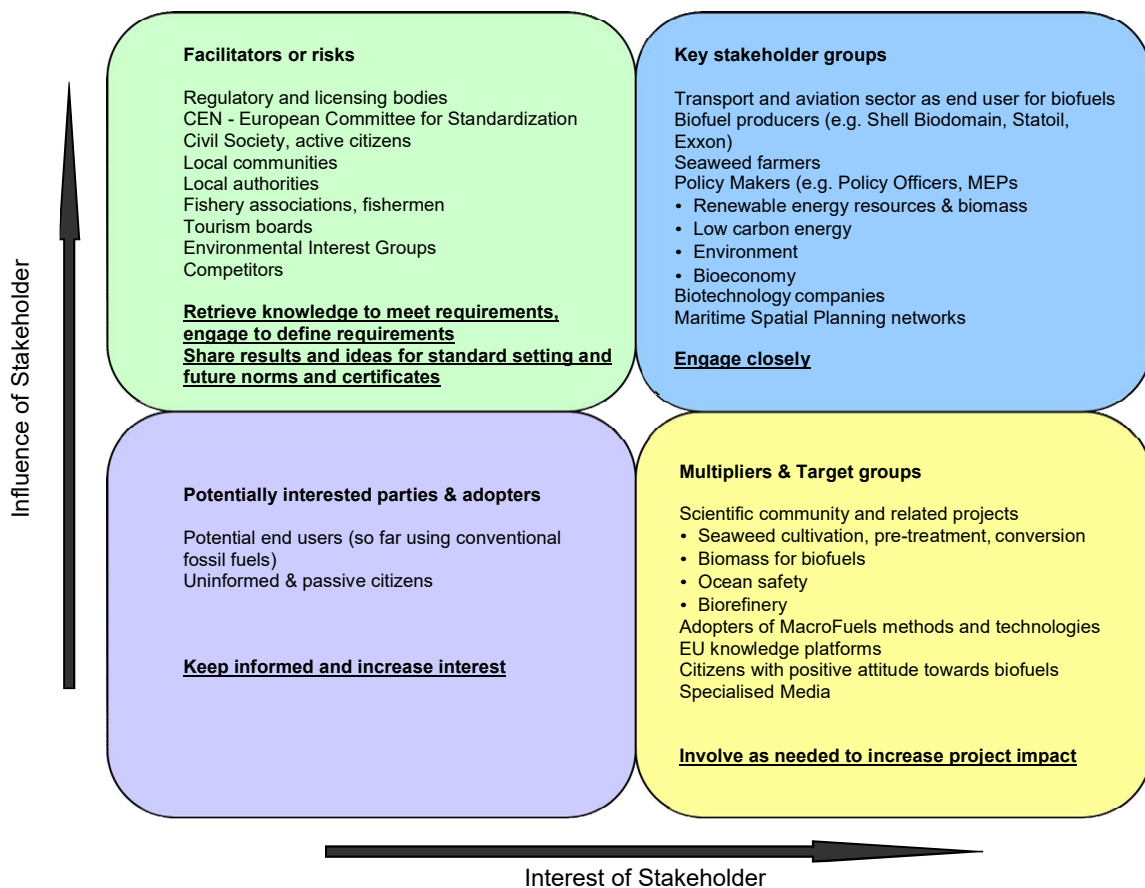 Influence of Stakeholder
Facilitators or risks
Regulatory and licensing bodies
CEN - European Committee for Standardization
Civil Society, active citizens
Local communities
Local authorities
Fishery associations, fishermen
Tourism boards
Environmental Interest Groups
Competitors
Retrieve knowledge to meet requirements,
engage to define requirements
Share results and ideas for standard setting and
future norms and certificates
Key stakeholder groups
Transport and aviation sector as end user for biofuels
Biofuel producers (e.g. Shell Biodomain, Statoil,
Exxon)
Seaweed farmers
Policy Makers (e.g. Policy Officers, MEPs
• Renewable energy resources & biomass
• Low carbon energy
• Environment
• Bioeconomy
Biotechnology companies
Maritime Spatial Planning networks
Engage closely
Potentially interested parties & adopters
Potential end users (so far using conventional
fossil fuels)
Uninformed & passive citizens
Keep informed and increase interest
Multipliers & Target groups
Scientific community and related projects
• Seaweed cultivation, pre-treatment, conversion
• Biomass for biofuels
• Ocean safety
• Biorefinery
Adopters of MacroFuels methods and technologies
EU knowledge platforms
Citizens with positive attitude towards biofuels
Specialised Media
Involve as needed to increase project impact
Interest of Stakeholder